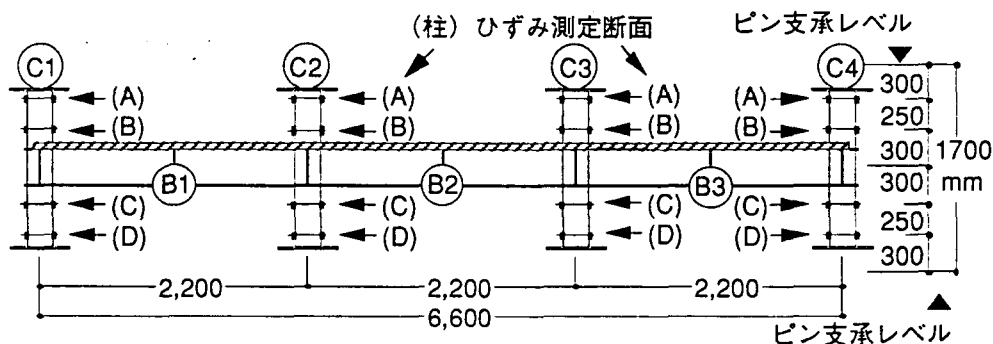 (柱) ひずみ測定断面
ピン支承レベル
C1 C2 C3 C4
300
(A) (A) (A) (A)
250
(B) (B) (B) (B)
300
1700
mm
300
B1 B2 B3
(C) (C) (C) (C)
250
(D) (D) (D) (D)
300
2,200 2,200 2,200
6,600
ピン支承レベル